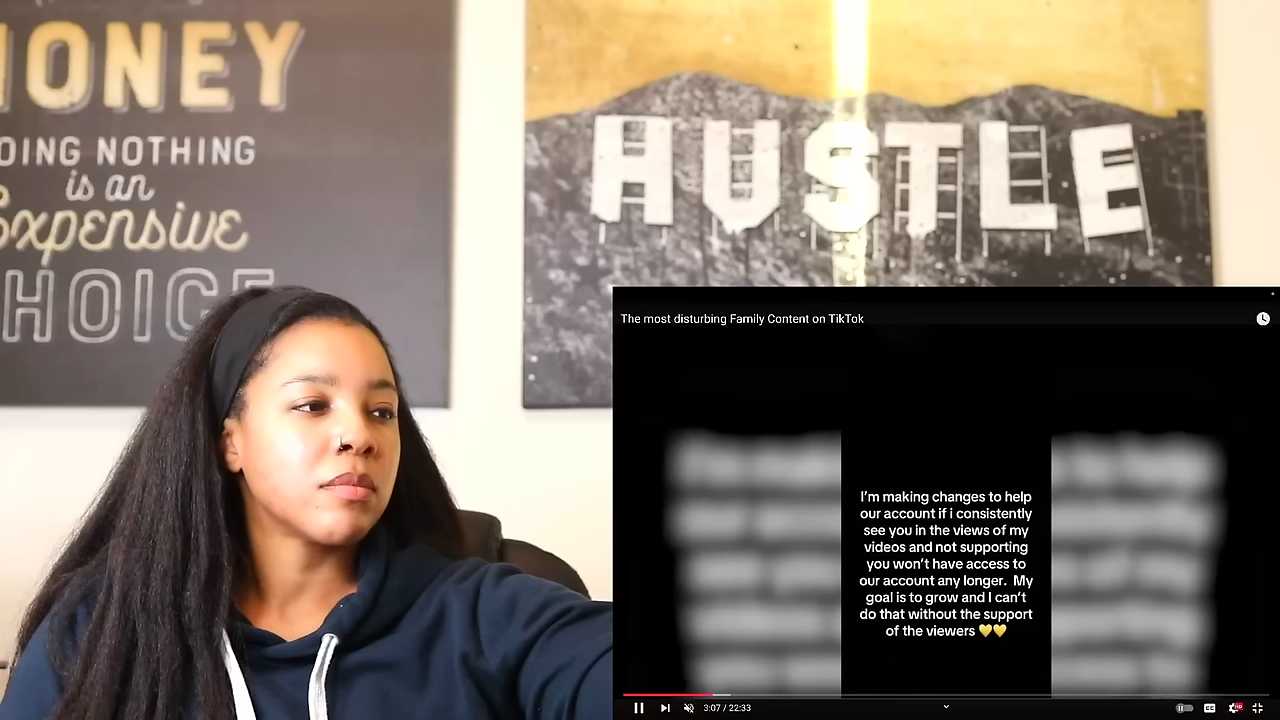 MONEY
DOING NOTHING
is an
Expensive
CHOICE
HUSTLE
The most disturbing Family Content on TikTok
I'm making changes to help
our account if i consistently
see you in the views of my
videos and not supporting
you won't have access to
our account any longer. My
goal is to grow and I can't
do that without the support
of the viewers 💛💛
3:07 / 22:33
CC
HD